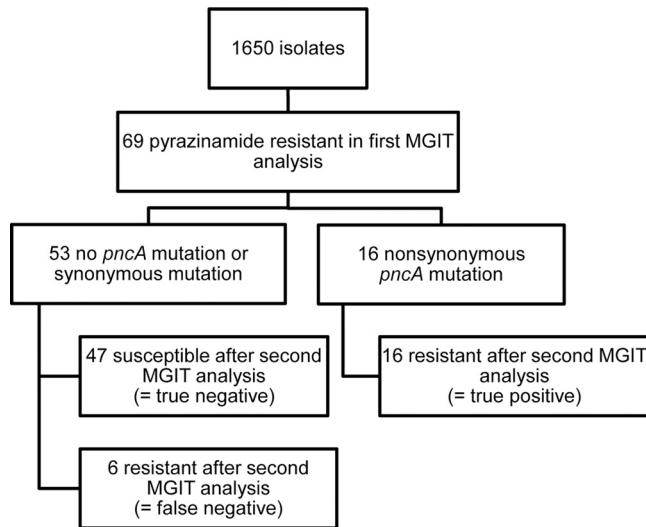 1650 isolates
69 pyrazinamide resistant in first MGIT
analysis
53 no pncA mutation or
synonymous mutation
16 nonsynonymous
pncA mutation
47 susceptible after second
MGIT analysis
(= true negative)
16 resistant after second MGIT
analysis
(= true positive)
6 resistant after second
MGIT analysis
(= false negative)